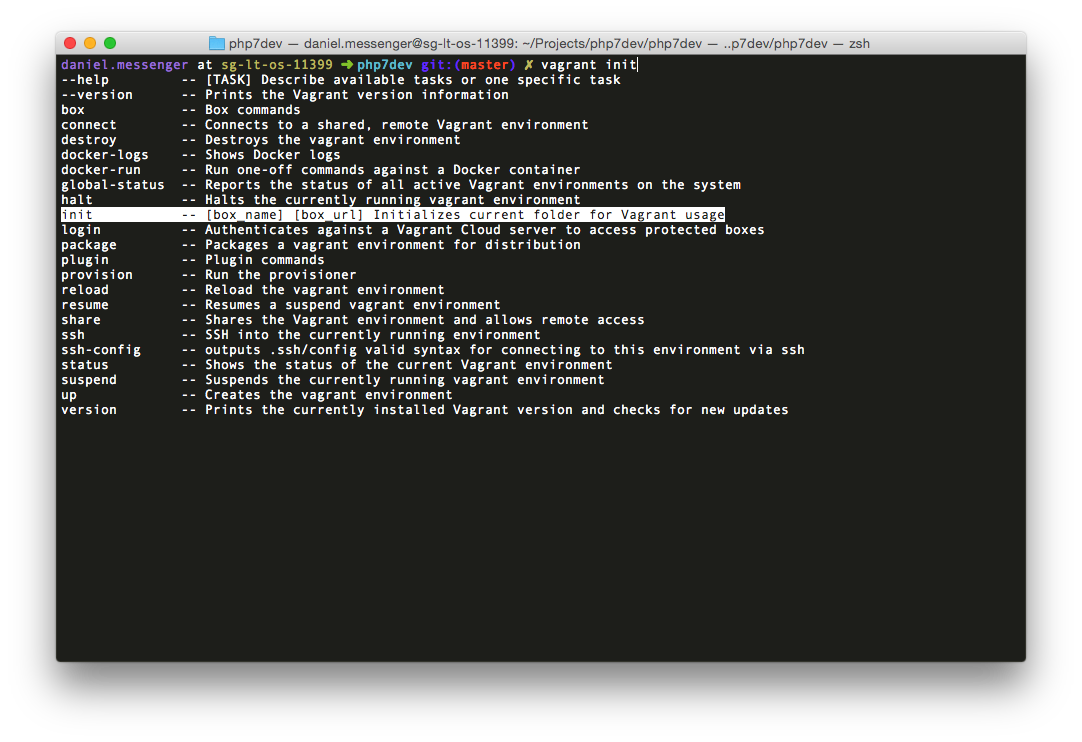 php7dev — daniel.messenger@sg-lt-os-11399: ~/Projects/php7dev/php7dev — ..p7dev/php7dev — zsh
daniel.messenger at sg-lt-os-11399 ➜ php7dev git:(master) ✗ vagrant init
--help         -- [TASK] Describe available tasks or one specific task
--version      -- Prints the Vagrant version information
box            -- Box commands
connect        -- Connects to a shared, remote Vagrant environment
destroy        -- Destroys the vagrant environment
docker-logs    -- Shows Docker logs
docker-run     -- Run one-off commands against a Docker container
global-status  -- Reports the status of all active Vagrant environments on the system
halt           -- Halts the currently running vagrant environment
init           -- [box_name] [box_url] Initializes current folder for Vagrant usage
login          -- Authenticates against a Vagrant Cloud server to access protected boxes
package        -- Packages a vagrant environment for distribution
plugin         -- Plugin commands
provision      -- Run the provisioner
reload         -- Reload the vagrant environment
resume         -- Resumes a suspend vagrant environment
share          -- Shares the Vagrant environment and allows remote access
ssh            -- SSH into the currently running environment
ssh-config     -- outputs .ssh/config valid syntax for connecting to this environment via ssh
status         -- Shows the status of the current Vagrant environment
suspend        -- Suspends the currently running vagrant environment
up             -- Creates the vagrant environment
version        -- Prints the currently installed Vagrant version and checks for new updates